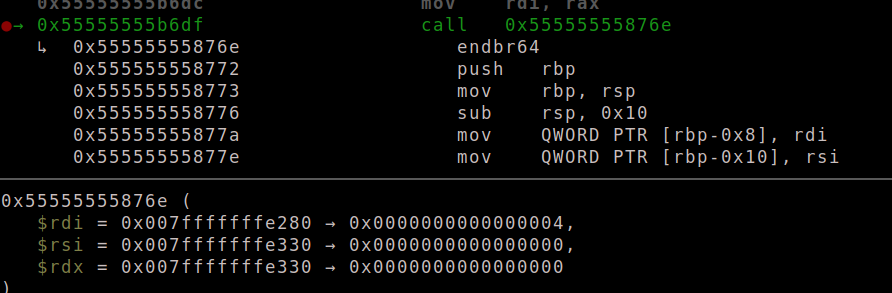 0x55555555b6dc mov rdi, rax
●→ 0x55555555b6df call 0x55555555876e
↳ 0x55555555876e endbr64
0x555555558772 push rbp
0x555555558773 mov rbp, rsp
0x555555558776 sub rsp, 0x10
0x55555555877a mov QWORD PTR [rbp-0x8], rdi
0x55555555877e mov QWORD PTR [rbp-0x10], rsi
0x55555555876e (
$rdi = 0x007fffffffe280 → 0x0000000000000004,
$rsi = 0x007fffffffe330 → 0x0000000000000000,
$rdx = 0x007fffffffe330 → 0x0000000000000000
)